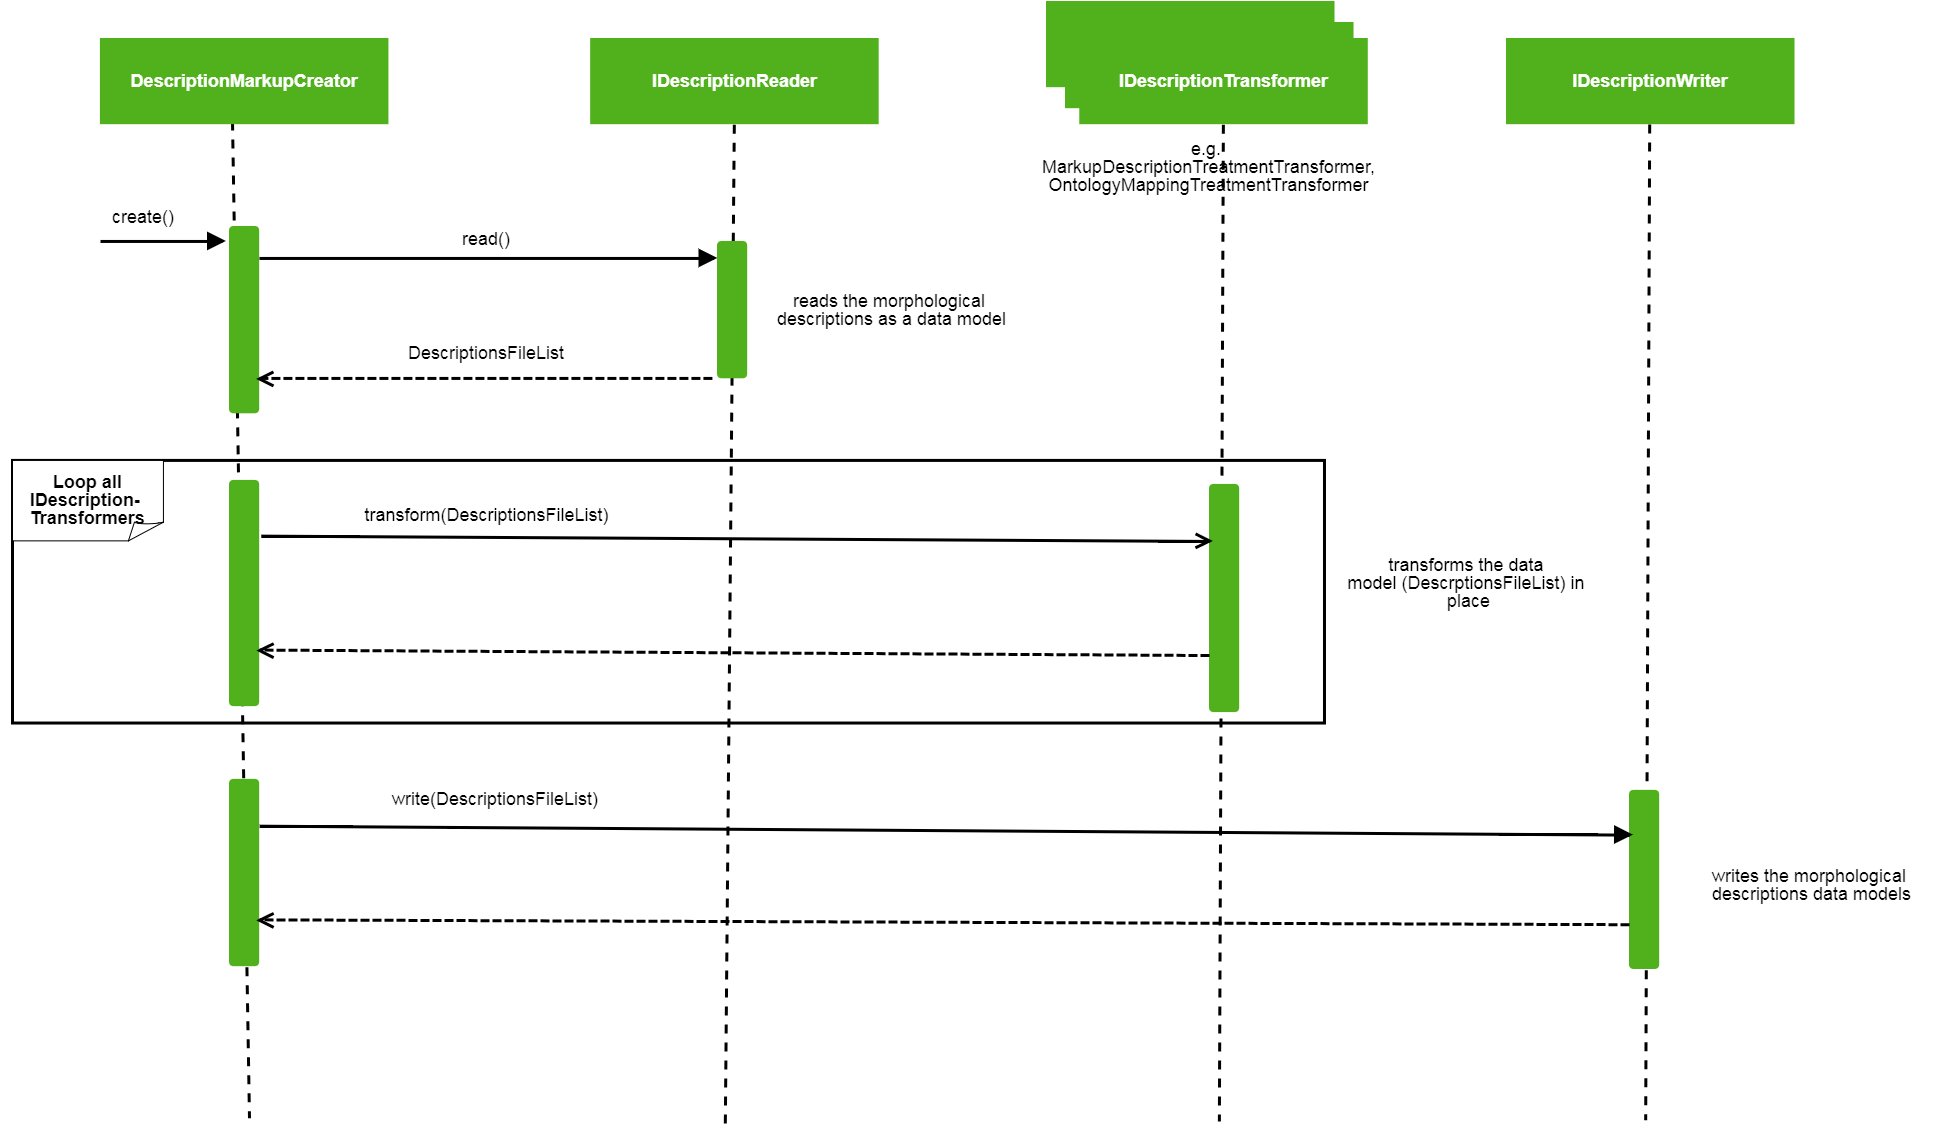 DescriptionMarkupCreator
IDescriptionReader
IDescriptionTransformer
IDescriptionWriter
e.g.
MarkupDescriptionTreatmentTransformer,
OntologyMappingTreatmentTransformer
create()
read()
reads the morphological
descriptions as a data model
DescriptionsFileList
Loop all
IDescription-
Transformers
transform(DescriptionsFileList)
transforms the data
model (DescrptionsFileList) in
place
write(DescriptionsFileList)
writes the morphological
descriptions data models